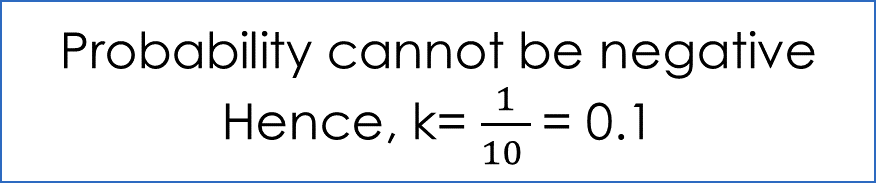 Probability cannot be negative
Hence, k= 1/10 = 0.1